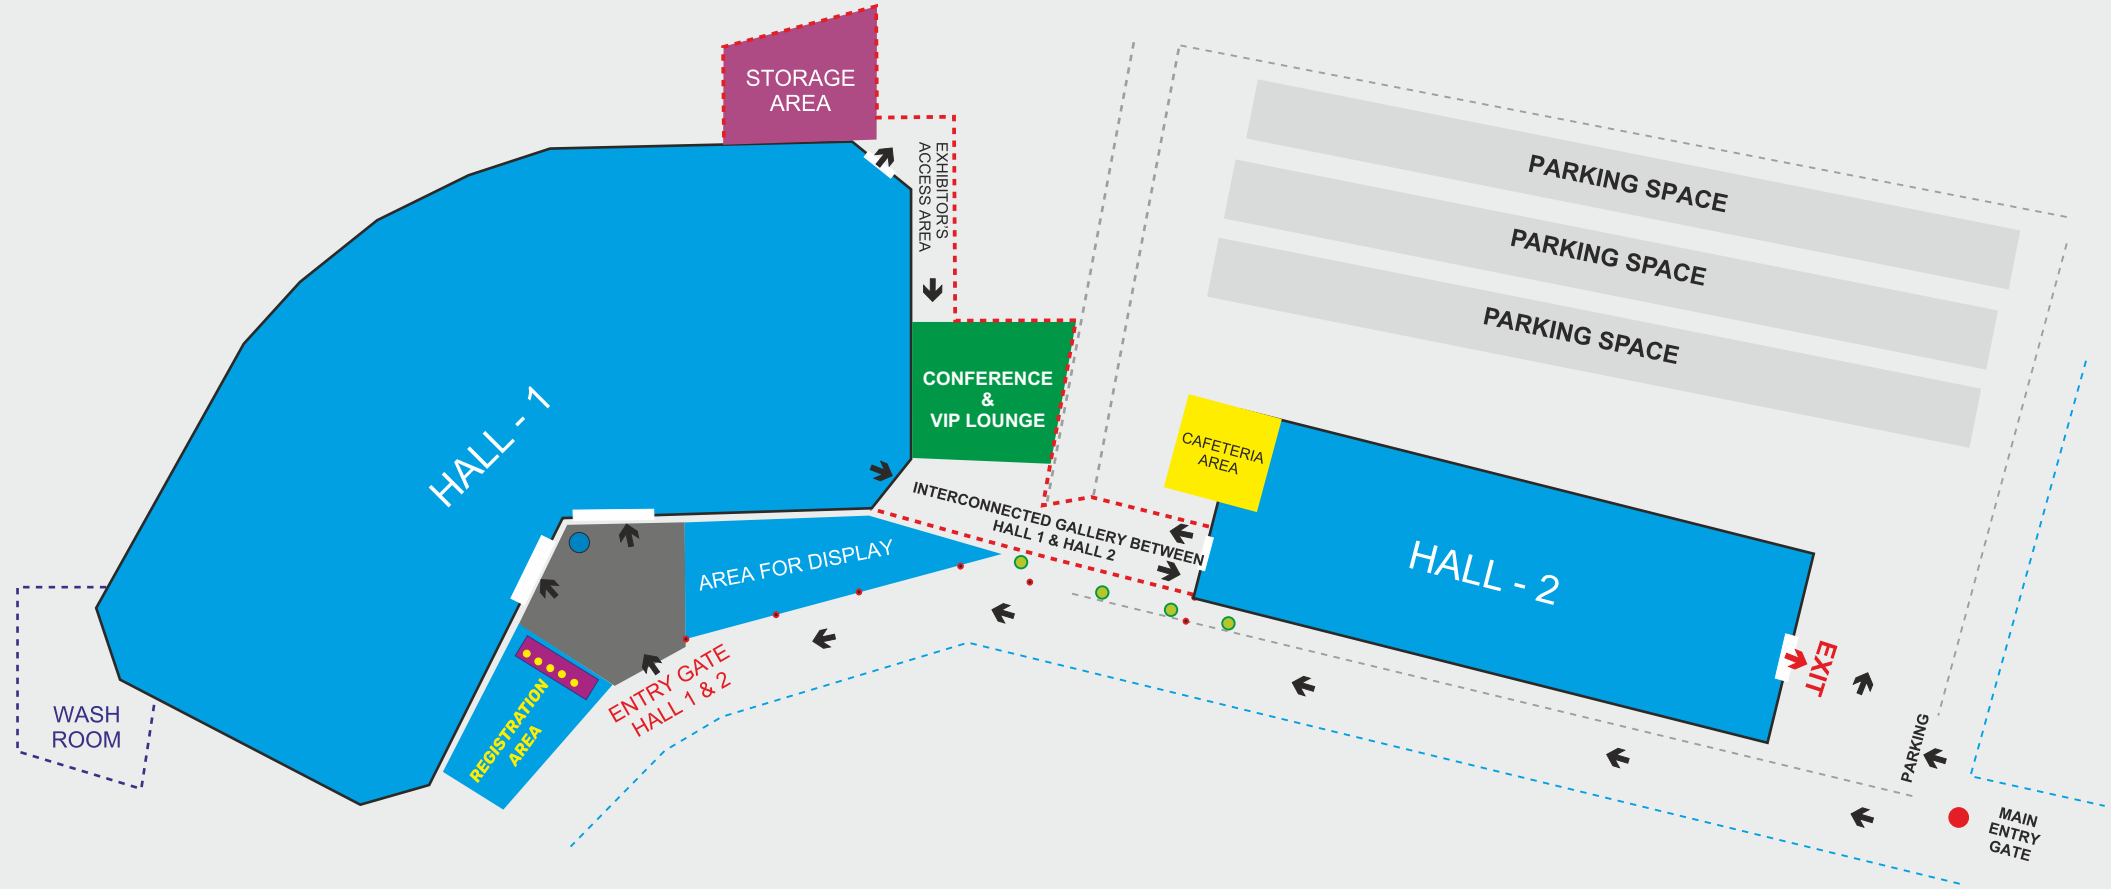 STORAGE
AREA
EXHIBITOR'S
ACCESS AREA
PARKING SPACE
PARKING SPACE
PARKING SPACE
CONFERENCE
&
VIP LOUNGE
HALL - 1
CAFETERIA
AREA
INTERCONNECTED GALLERY BETWEEN
HALL 1 & HALL 2
AREA FOR DISPLAY
HALL - 2
EXIT
ENTRY GATE
HALL 1 & 2
REGISTRATION
AREA
WASH
ROOM
PARKING
MAIN
ENTRY
GATE